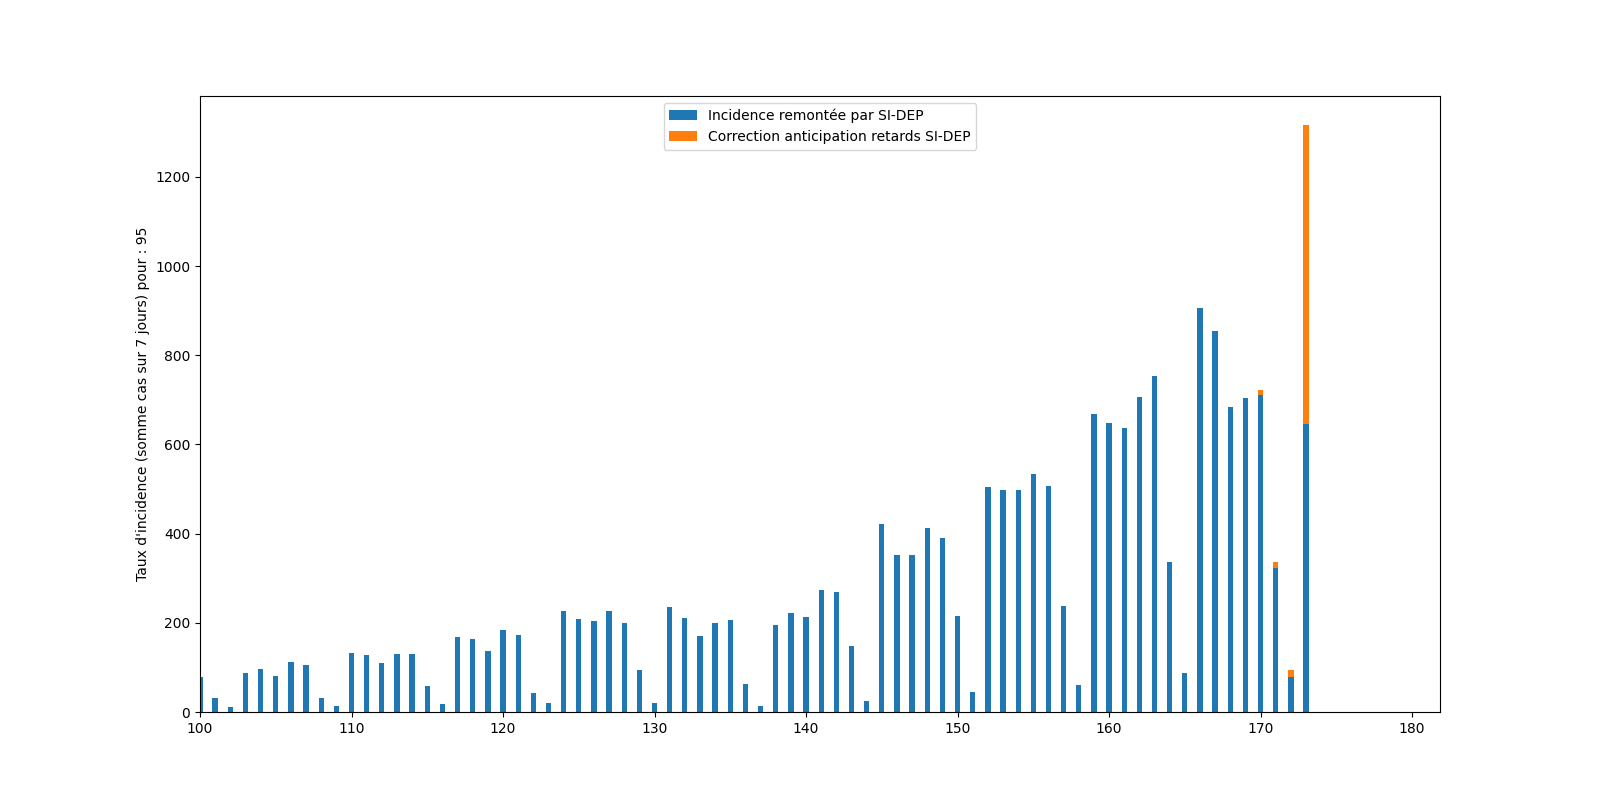 Incidence remontée par SI-DEP
Correction anticipation retards SI-DEP
Taux d'incidence (somme cas sur 7 jours) pour : 95
1200
1000
800
600
400
200
0
100 110 120 130 140 150 160 170 180